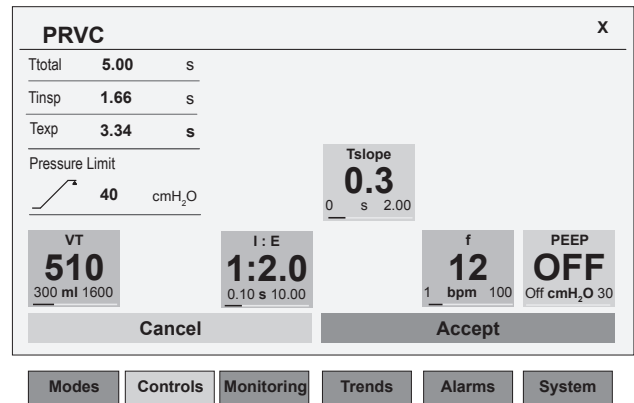 PRVC X
Ttotal 5.00 s
Tinsp 1.66 s
Texp 3.34 s
Pressure Limit
40 cmH₂O
Tslope
0.3
0 s 2.00
VT
510
300 ml 1600
I : E
1:2.0
0.10 s 10.00
f
12
1 bpm 100
PEEP
OFF
Off cmH₂O 30
Cancel Accept
Modes Controls Monitoring Trends Alarms System